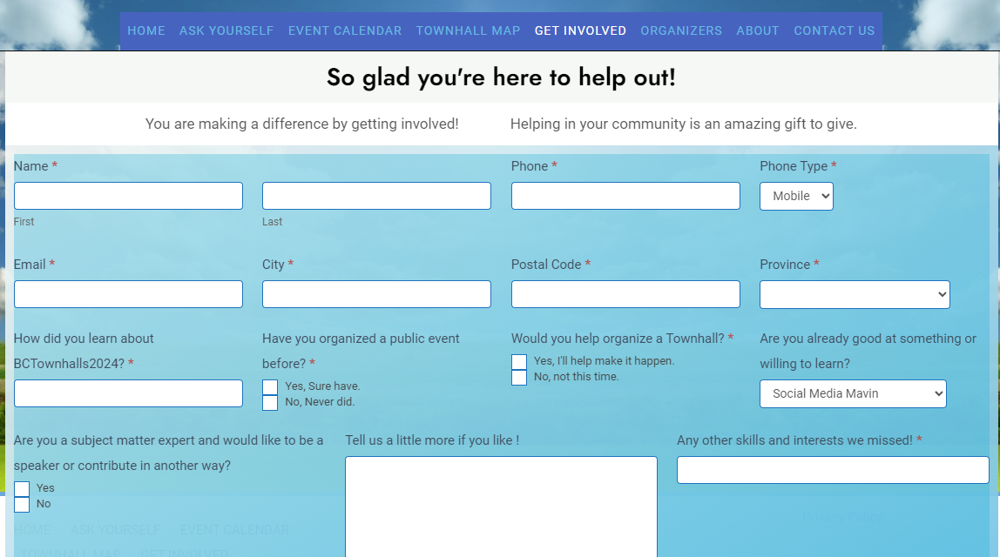 HOME ASK YOURSELF EVENT CALENDAR TOWNHALL MAP GET INVOLVED ORGANIZERS ABOUT CONTACT US
So glad you're here to help out!
You are making a difference by getting involved! Helping in your community is an amazing gift to give.
Name * Phone * Phone Type *
Mobile
First Last
Email * City * Postal Code * Province *
How did you learn about
BCTownhalls2024? *
Have you organized a public event
before? *
Yes, Sure have.
No, Never did.
Would you help organize a Townhall? *
Yes, I'll help make it happen.
No, not this time.
Are you already good at something or
willing to learn?
Social Media Mavin
Are you a subject matter expert and would like to be a
speaker or contribute in another way?
Yes
No
Tell us a little more if you like !
Any other skills and interests we missed! *
HOME ASK YOURSELF EVENT CALENDAR
TOWNHALL MAP GET INVOLVED
Privacy Policy